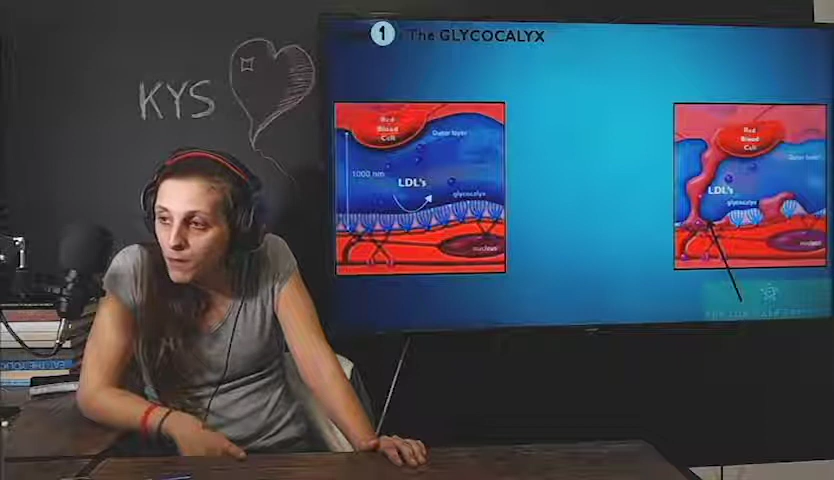 KYS
1 The GLYCOCALYX
Red
Blood
Cell
Outer layer
1000 nm
LDL's
glycocalyx
nucleus
Red
Blood
Cell
Outer layer
LDL's
glycocalyx
nucleus